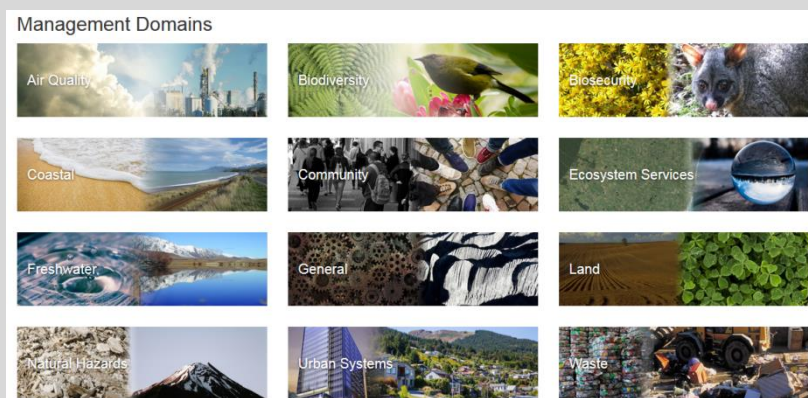 Management Domains
Air Quality
Biodiversity
Biosecurity
Coastal
Community
Ecosystem Services
Freshwater
General
Land
Natural Hazards
Urban Systems
Waste